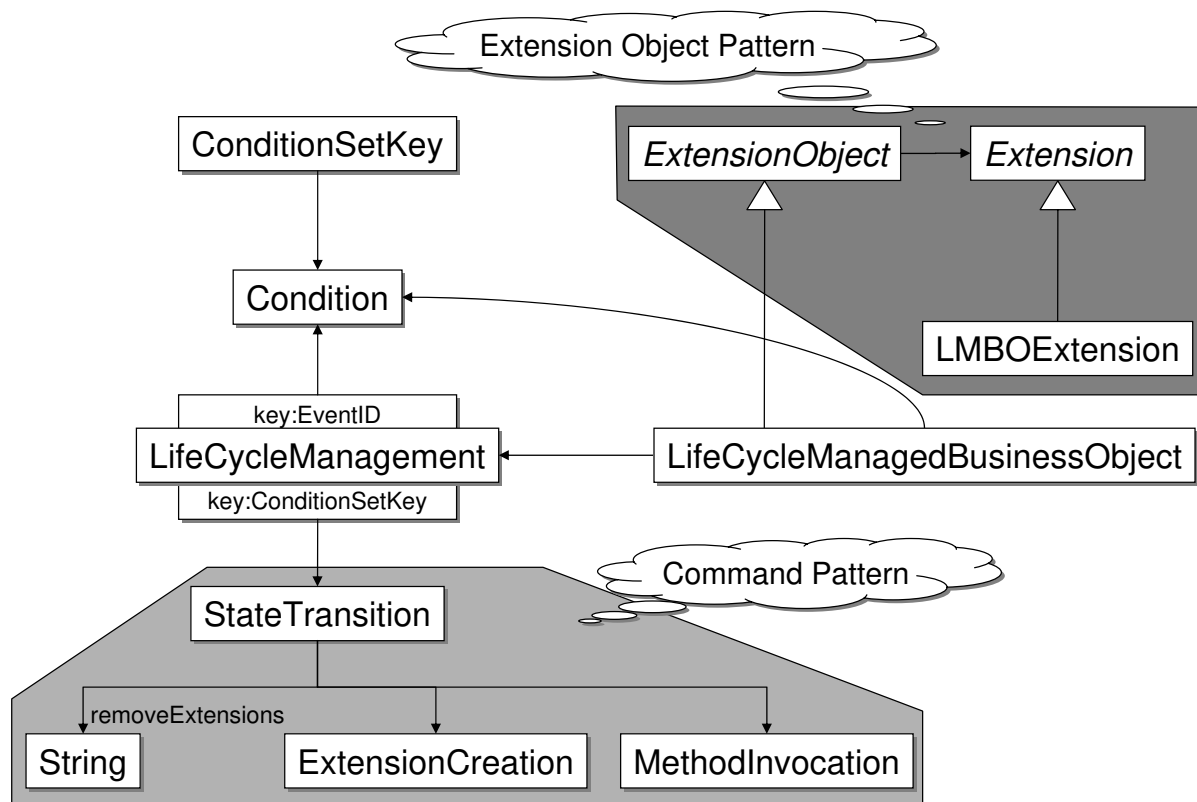 Extension Object Pattern
ConditionSetKey
ExtensionObject
Extension
Condition
LMBOExtension
key:EventID
LifeCycleManagement
LifeCycleManagedBusinessObject
key:ConditionSetKey
Command Pattern
StateTransition
removeExtensions
String
ExtensionCreation
MethodInvocation